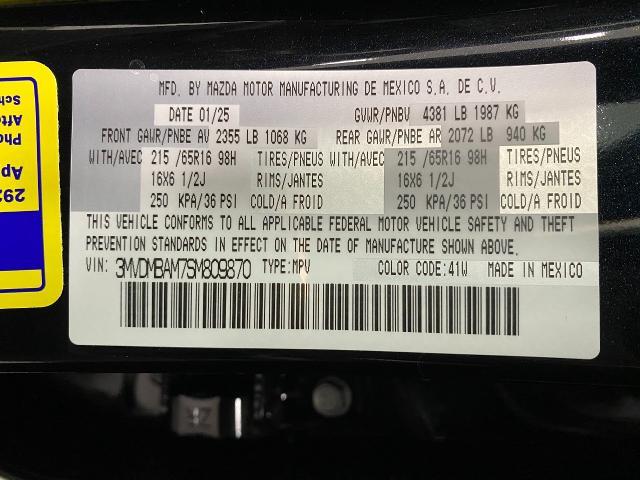 MFD. BY MAZDA MOTOR MANUFACTURING DE MEXICO S.A. DE C.V.
DATE 01/25 GVWR/PNBV 4381 LB 1987 KG
FRONT GAWR/PNBE AV 2355 LB 1068 KG REAR GAWR/PNBE AR 2072 LB 940 KG
WITH/AVEC 215 /65R16 98H TIRES/PNEUS WITH/AVEC 215 /65R16 98H TIRES/PNEUS
16X6 1/2J RIMS/JANTES 16X6 1/2J RIMS/JANTES
250 KPA/36 PSI COLD/A FROID 250 KPA/36 PSI COLD/A FROID
THIS VEHICLE CONFORMS TO ALL APPLICABLE FEDERAL MOTOR VEHICLE SAFETY AND THEFT
PREVENTION STANDARDS IN EFFECT ON THE DATE OF MANUFACTURE SHOWN ABOVE.
VIN: 3MVDMBAM7SM809870 TYPE:MPV COLOR CODE:41W MADE IN MEXICO
292
Ap
Pho
Afte
Sch